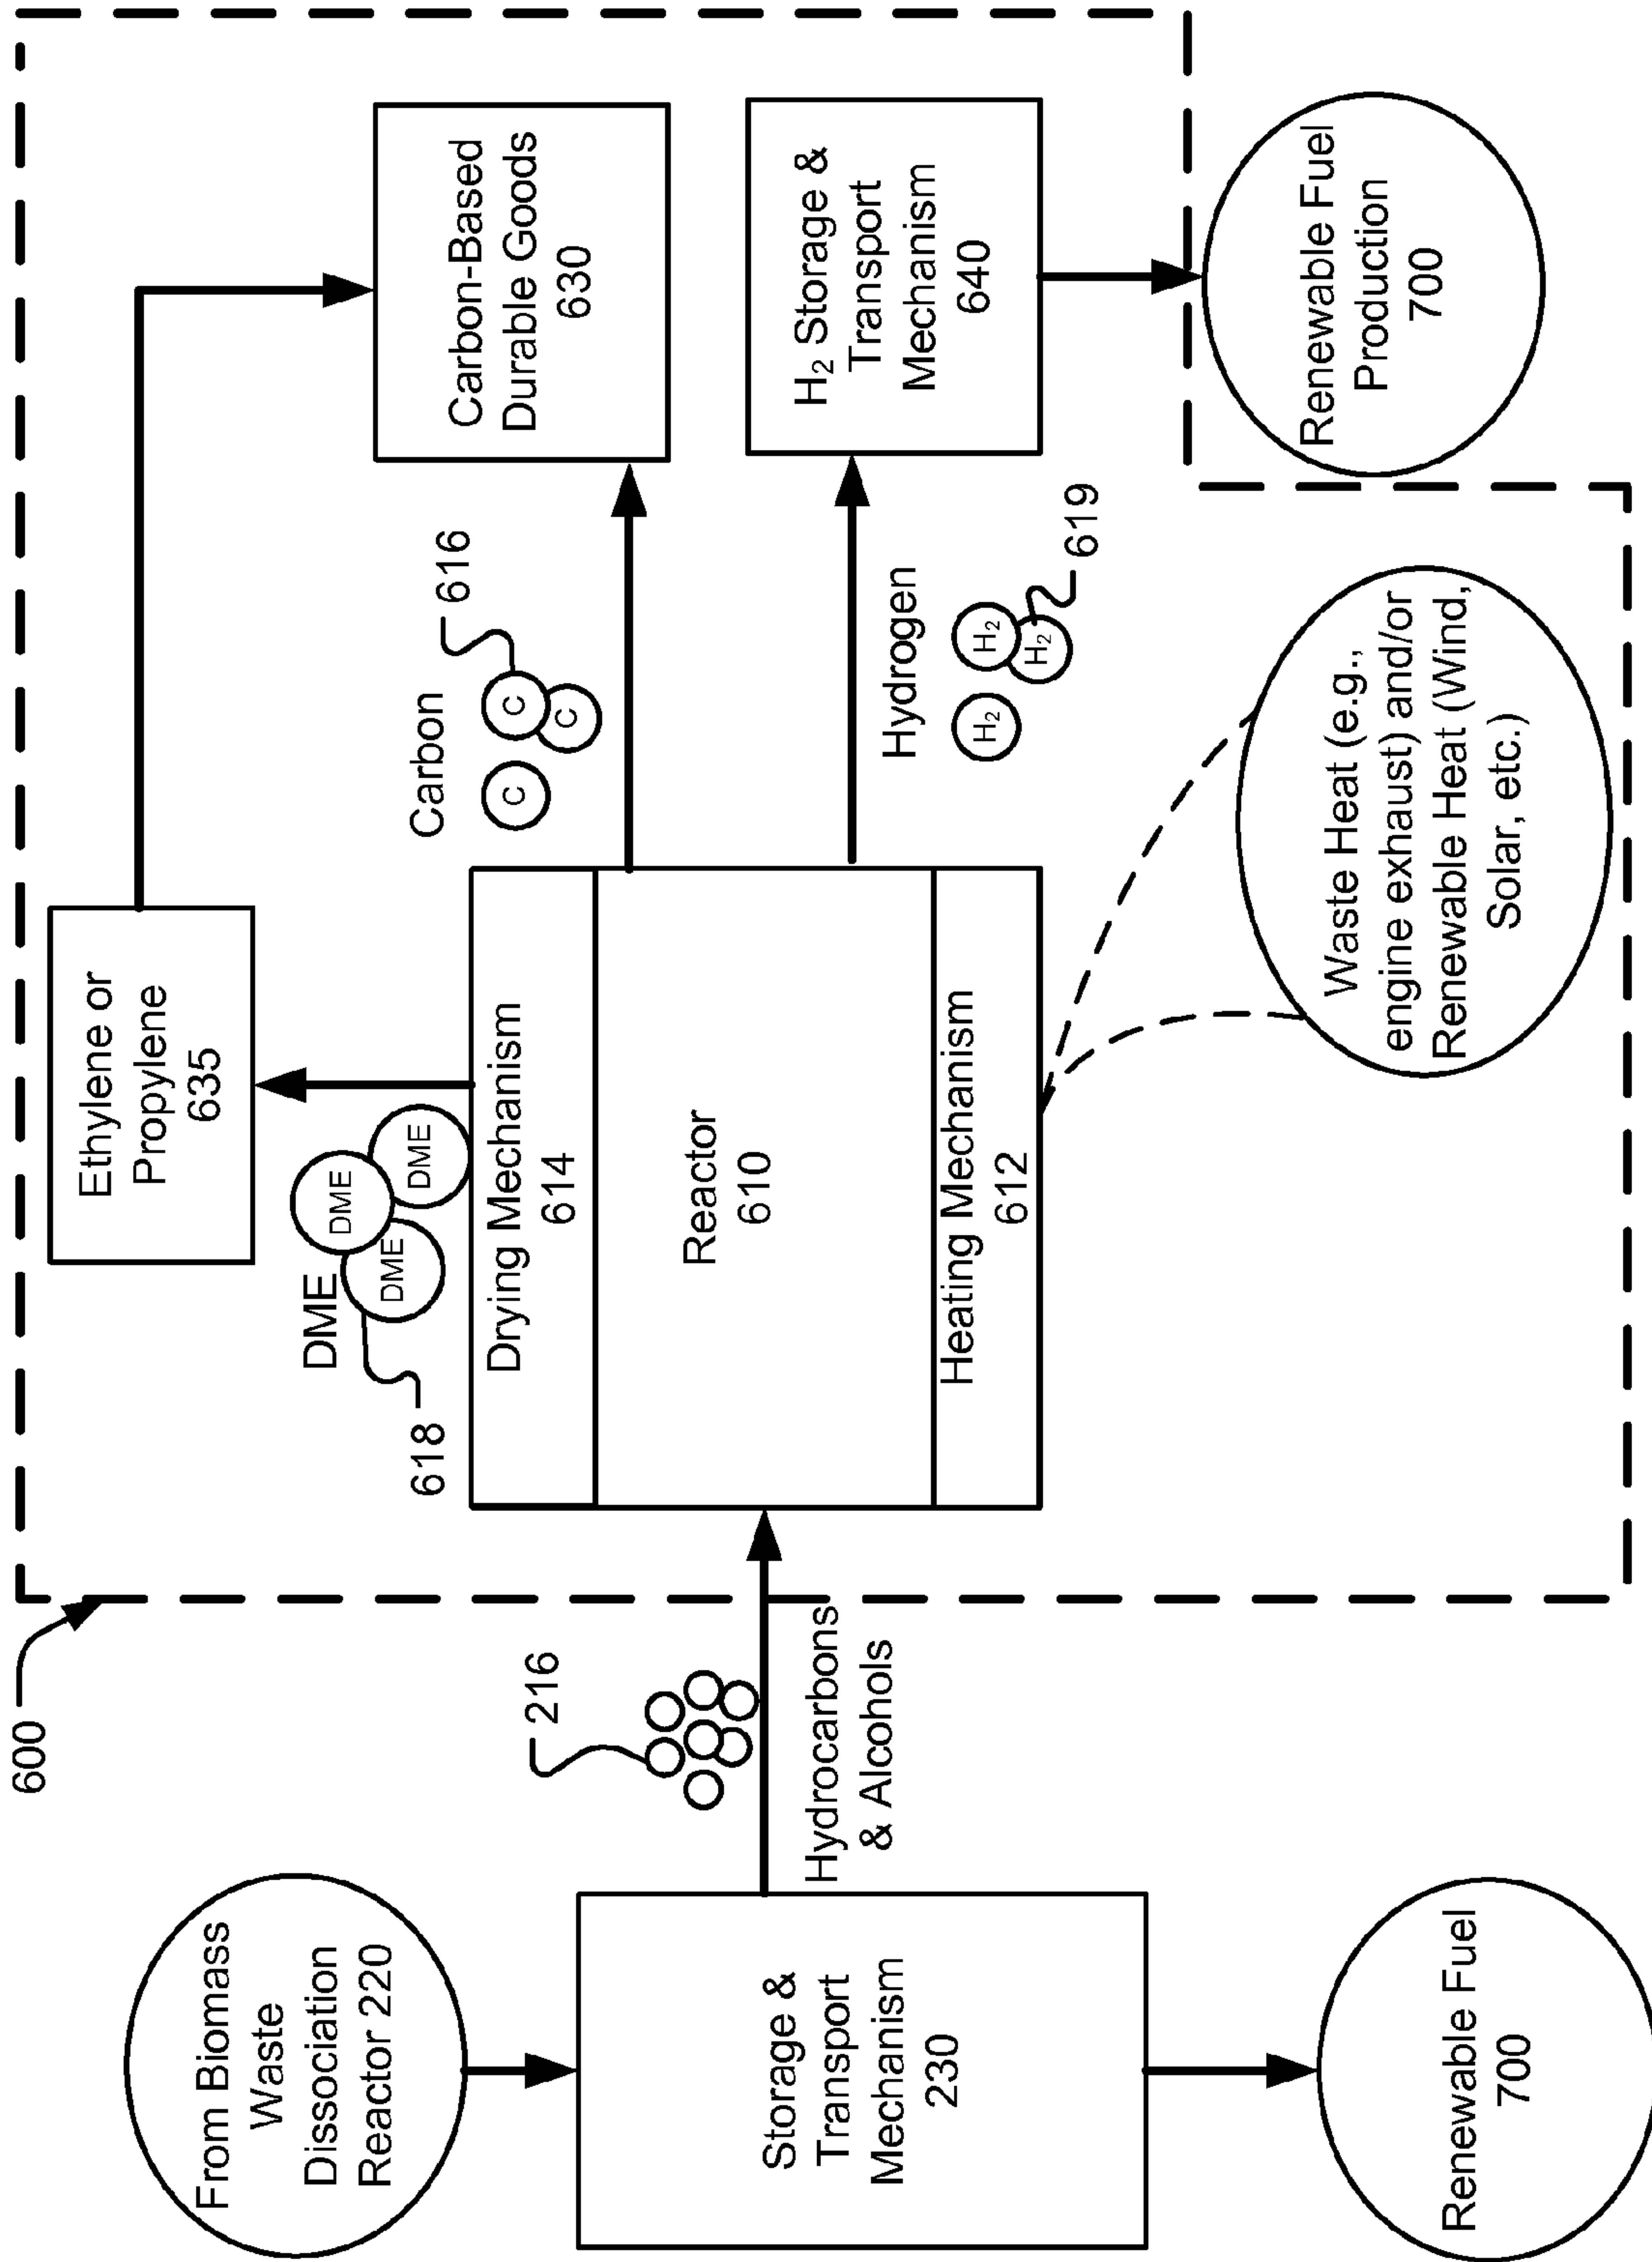 600
From Biomass
Waste
Dissociation
Reactor 220
Storage &
Transport
Mechanism
230
Renewable Fuel
700
216
Hydrocarbons
& Alcohols
Ethylene or
Propylene
635
DME
DME
DME
DME
618
Drying Mechanism
614
Reactor
610
Heating Mechanism
612
Waste Heat (e.g.,
engine exhaust) and/or
Renewable Heat (Wind,
Solar, etc.)
Carbon
C
C
C
616
Hydrogen
H₂
H₂
H₂
619
Carbon-Based
Durable Goods
630
H₂ Storage &
Transport
Mechanism
640
Renewable Fuel
Production
700